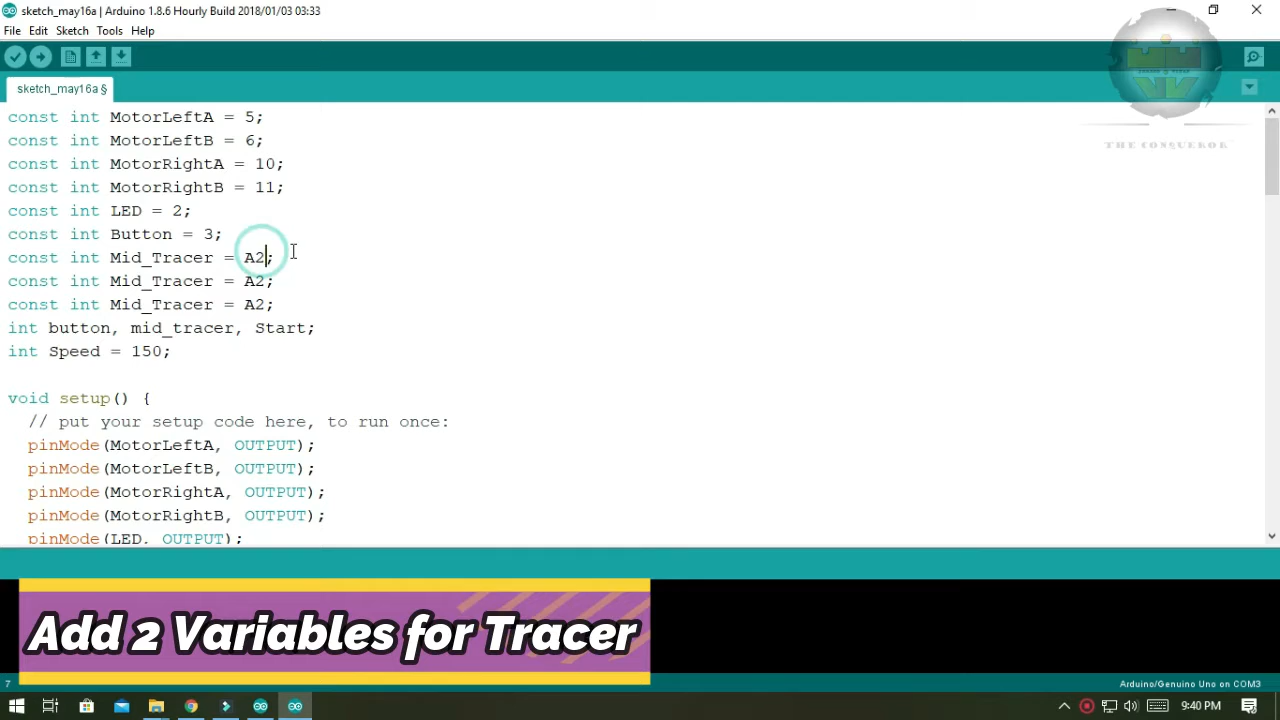 sketch_may16a | Arduino 1.8.6 Hourly Build 2018/01/03 03:33
File Edit Sketch Tools Help
sketch_may16a §
const int MotorLeftA = 5;
const int MotorLeftB = 6;
const int MotorRightA = 10;
const int MotorRightB = 11;
const int LED = 2;
const int Button = 3;
const int Mid_Tracer = A2;
const int Mid_Tracer = A2;
const int Mid_Tracer = A2;
int button, mid_tracer, Start;
int Speed = 150;
void setup() {
// put your setup code here, to run once:
pinMode(MotorLeftA, OUTPUT);
pinMode(MotorLeftB, OUTPUT);
pinMode(MotorRightA, OUTPUT);
pinMode(MotorRightB, OUTPUT);
pinMode(LED, OUTPUT);
THE CONQUEROR
Add 2 Variables for Tracer
7
Arduino/Genuino Uno on COM3
9:40 PM